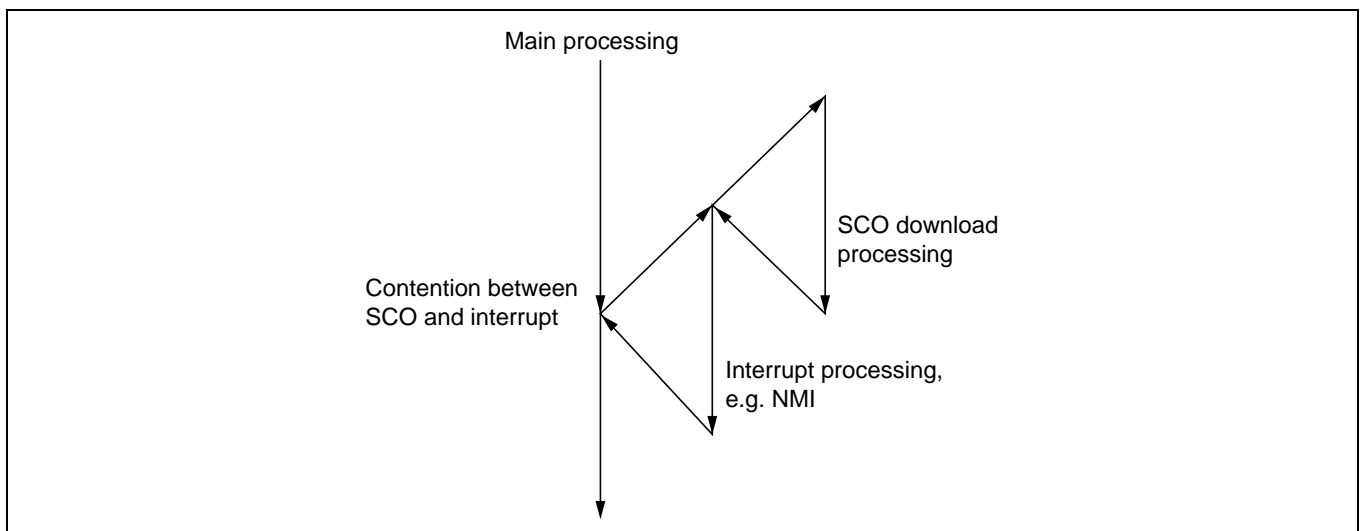 Main processing
SCO download
processing
Contention between
SCO and interrupt
Interrupt processing,
e.g. NMI